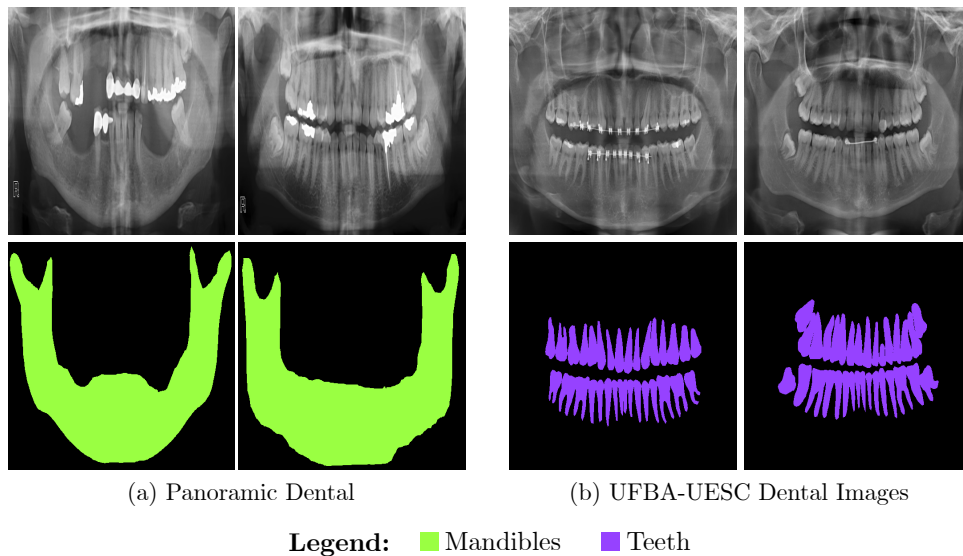 (a) Panoramic Dental
(b) UFBA-UESC Dental Images
Legend: Mandibles Teeth